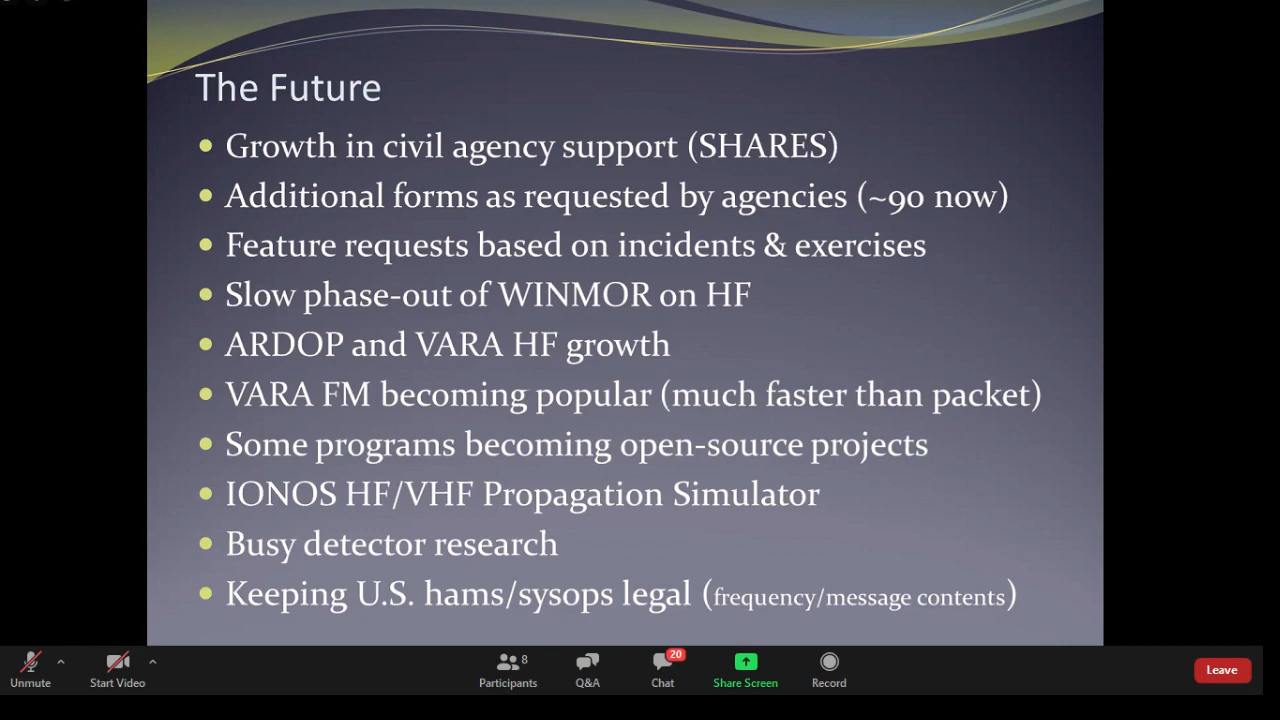 The Future
Growth in civil agency support (SHARES)
Additional forms as requested by agencies (~90 now)
Feature requests based on incidents & exercises
Slow phase-out of WINMOR on HF
ARDOP and VARA HF growth
VARA FM becoming popular (much faster than packet)
Some programs becoming open-source projects
IONOS HF/VHF Propagation Simulator
Busy detector research
Keeping U.S. hams/sysops legal (frequency/message contents)
8
20
Unmute
Start Video
Participants
Q&A
Chat
Share Screen
Record
Leave